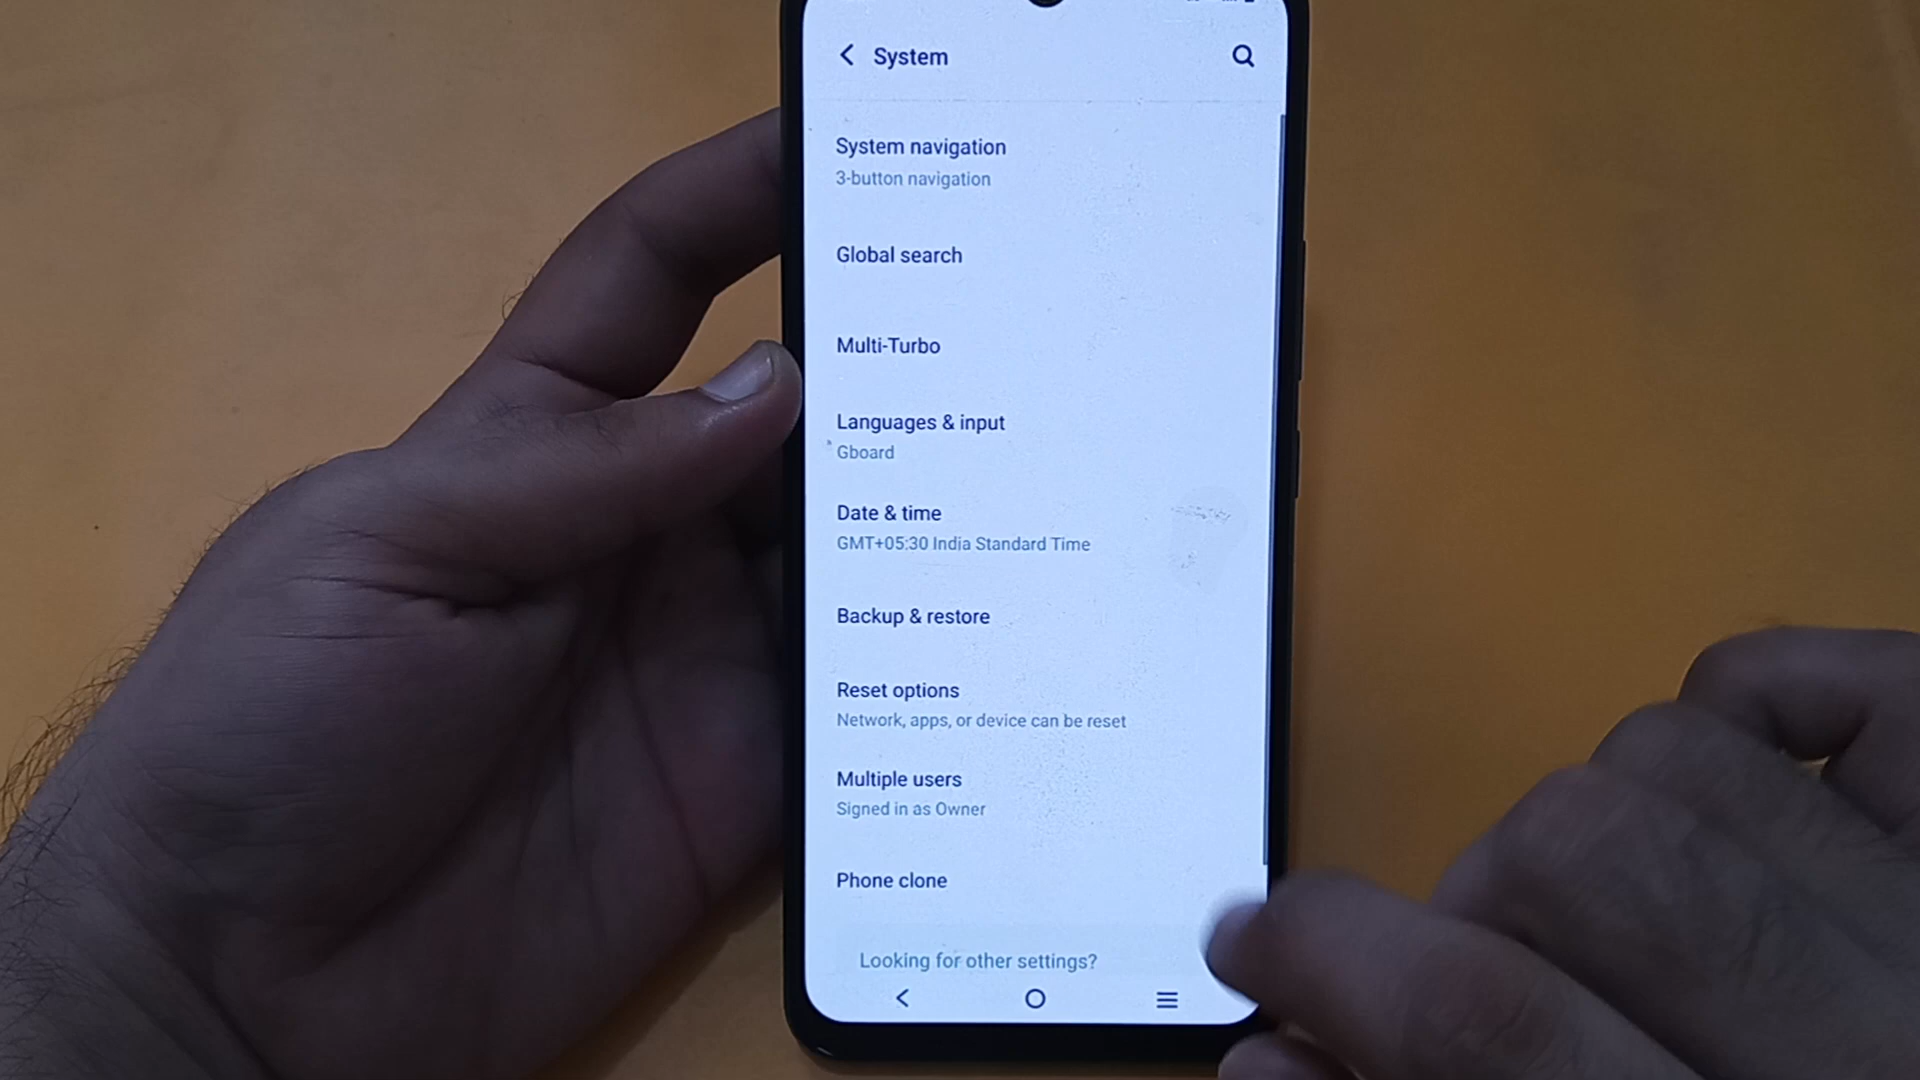 System
System navigation
3-button navigation
Global search
Multi-Turbo
Languages & input
Gboard
Date & time
GMT+05:30 India Standard Time
Backup & restore
Reset options
Network, apps, or device can be reset
Multiple users
Signed in as Owner
Phone clone
Looking for other settings?